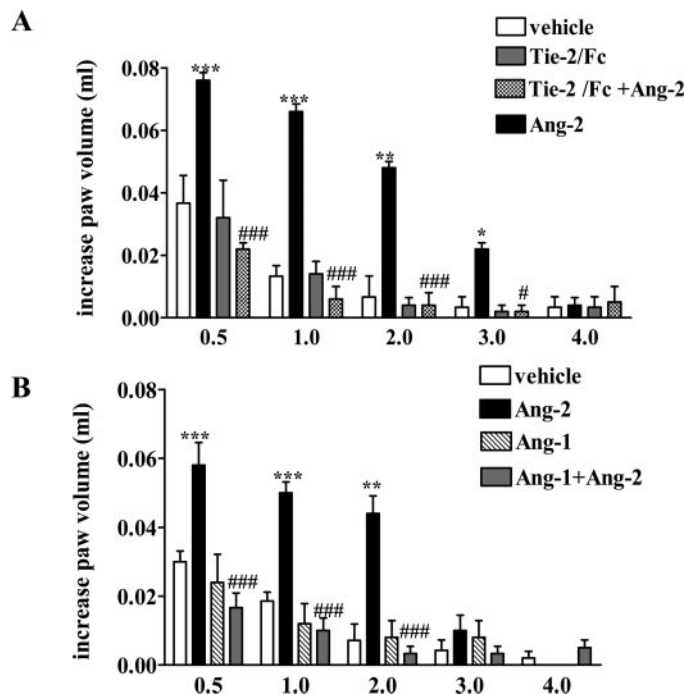 A
vehicle
Tie-2/Fc
Tie-2 /Fc +Ang-2
Ang-2
increase paw volume (ml)
0.08
0.06
0.04
0.02
0.00
***
***
**
*
###
###
###
#
0.5 1.0 2.0 3.0 4.0
B
vehicle
Ang-2
Ang-1
Ang-1+Ang-2
increase paw volume (ml)
0.08
0.06
0.04
0.02
0.00
***
***
**
###
###
###
0.5 1.0 2.0 3.0 4.0